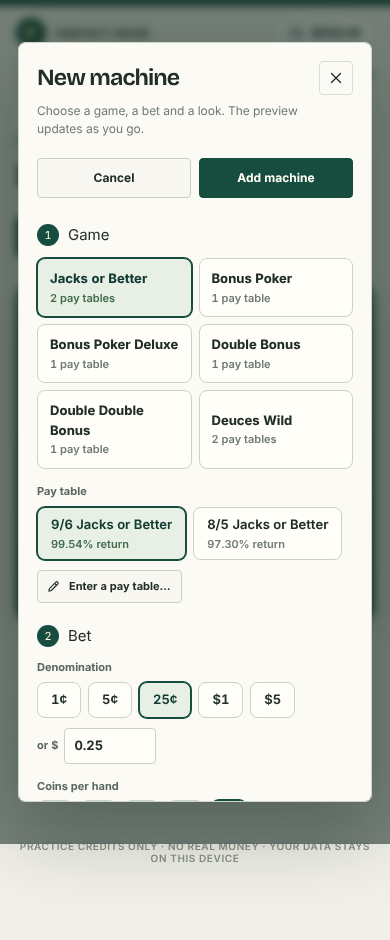 New machine
Choose a game, a bet and a look. The preview
updates as you go.
Cancel
Add machine
1 Game
Jacks or Better
2 pay tables
Bonus Poker
1 pay table
Bonus Poker Deluxe
1 pay table
Double Bonus
1 pay table
Double Double
Bonus
1 pay table
Deuces Wild
2 pay tables
Pay table
9/6 Jacks or Better
99.54% return
8/5 Jacks or Better
97.30% return
Enter a pay table...
2 Bet
Denomination
1¢
5¢
25¢
$1
$5
or $ 0.25
Coins per hand
PRACTICE CREDITS ONLY · NO REAL MONEY · YOUR DATA STAYS
ON THIS DEVICE